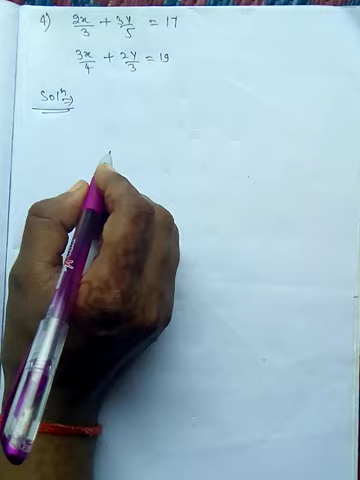 4) 2x/3 + 3y/5 = 17
3x/4 + 2y/3 = 19
Solⁿ ⇒